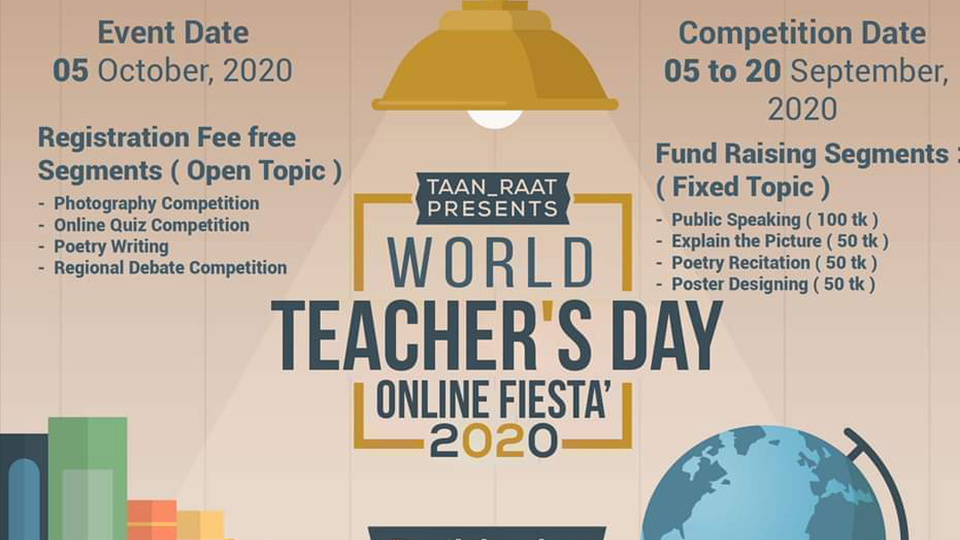 Event Date
05 October, 2020
Registration Fee free
Segments ( Open Topic )
- Photography Competition
- Online Quiz Competition
- Poetry Writing
- Regional Debate Competition
TAAN_RAAT
PRESENTS
WORLD
TEACHER'S DAY
ONLINE FIESTA’
2020
Competition Date
05 to 20 September,
2020
Fund Raising Segments :
( Fixed Topic )
- Public Speaking ( 100 tk )
- Explain the Picture ( 50 tk )
- Poetry Recitation ( 50 tk )
- Poster Designing ( 50 tk )